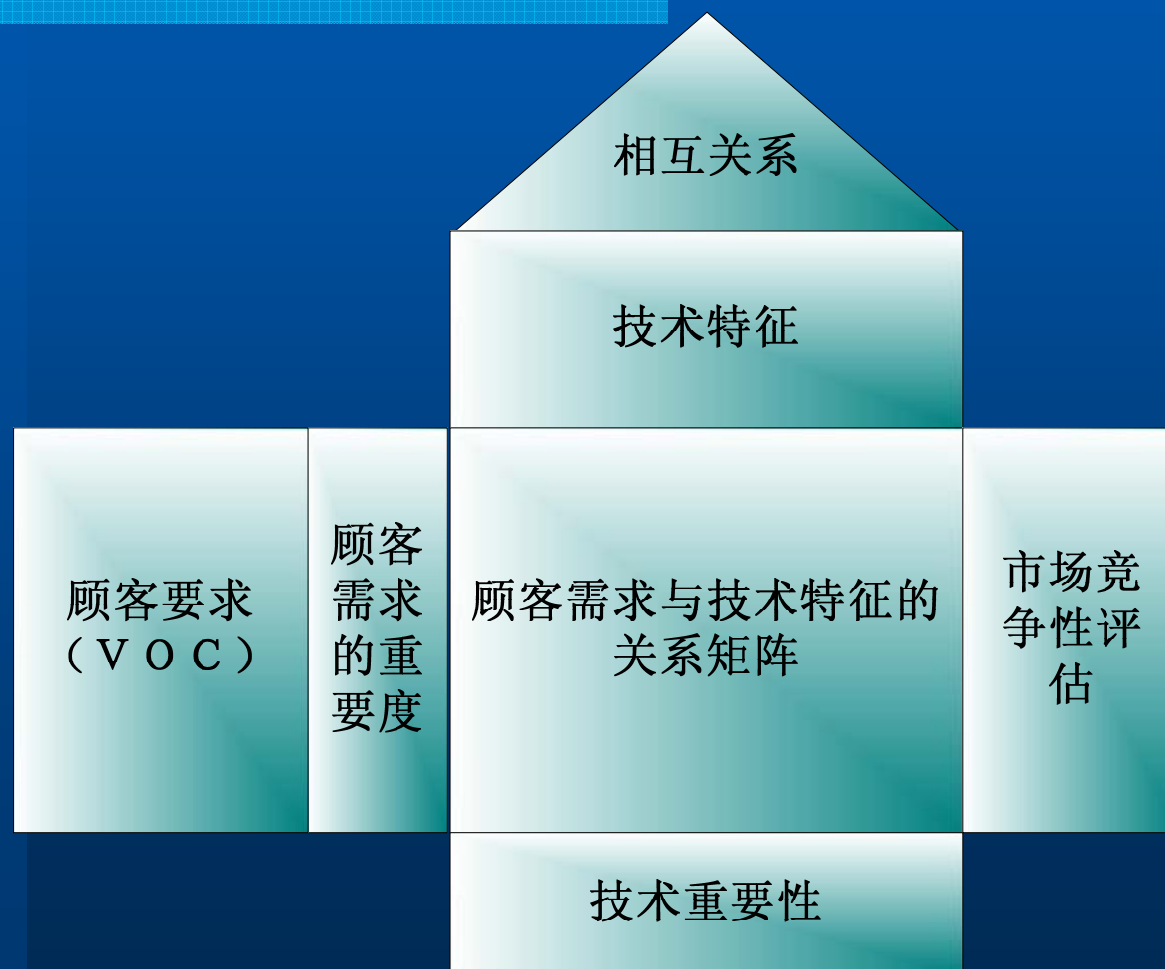 相互关系
技术特征
顾客要求
（ＶＯＣ）
顾客
需求
的重
要度
顾客需求与技术特征的
关系矩阵
市场竞
争性评
估
技术重要性